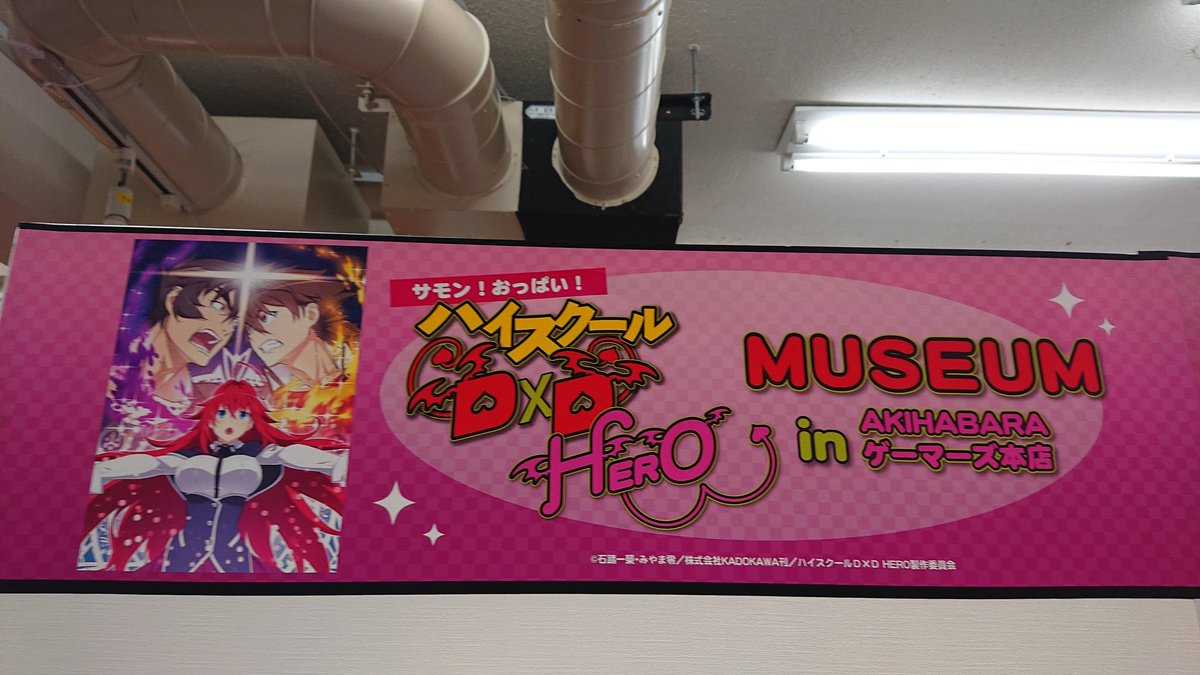 サモン！おっぱい！
ハイスクール
D×D
HERO
MUSEUM
in AKIHABARA
ゲーマーズ本店
©石踏一榮・みやま零／株式会社KADOKAWA刊／ハイスクールD×D HERO製作委員会